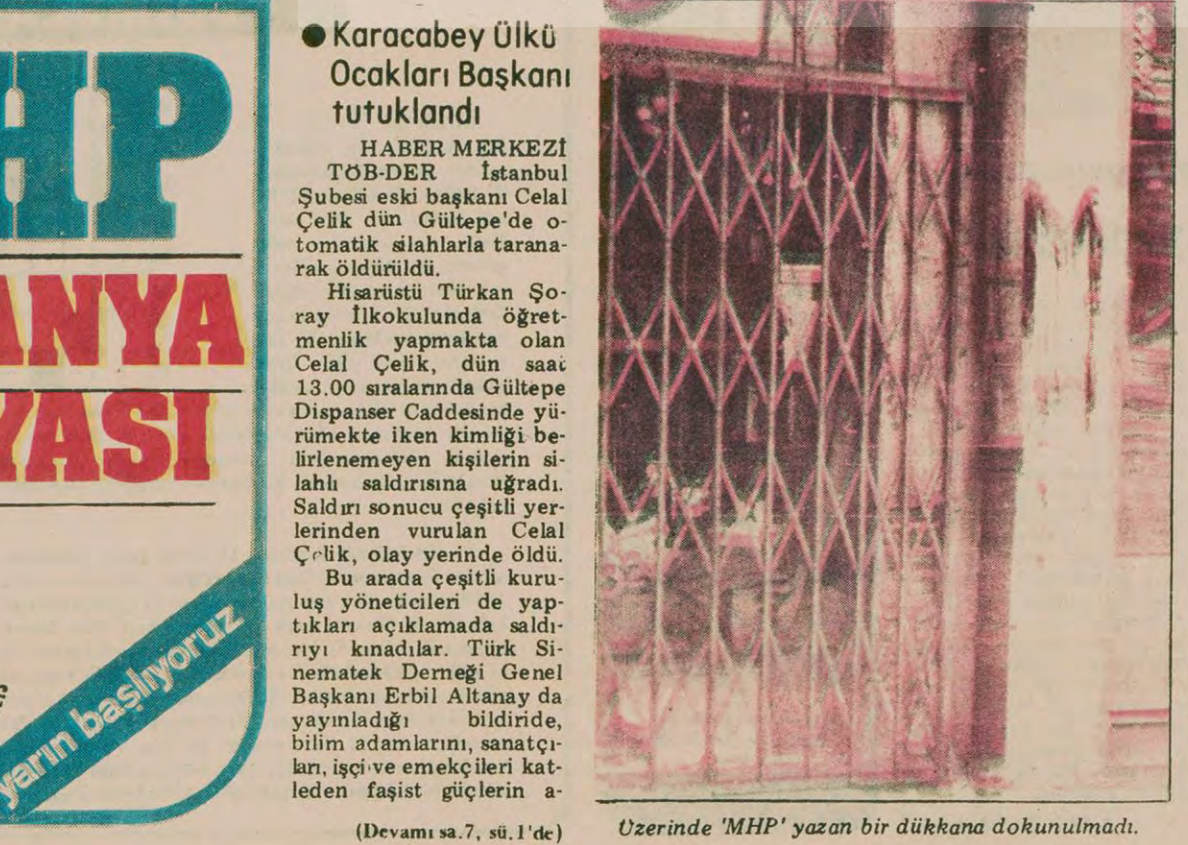 HP
ANYA
YASI
yarın başlıyoruz
● Karacabey Ülkü
Ocakları Başkanı
tutuklandı
HABER MERKEZİ
TÖB-DER İstanbul
Şubesi eski başkanı Celal
Çelik dün Gültepe'de o-
tomatik silahlarla tarana-
rak öldürüldü.
Hisarüstü Türkan Şo-
ray İlkokulunda öğret-
menlik yapmakta olan
Celal Çelik, dün saat
13.00 sıralarında Gültepe
Dispanser Caddesinde yü-
rümekte iken kimliği be-
lirlenemeyen kişilerin si-
lahlı saldırısına uğradı.
Saldırı sonucu çeşitli yer-
lerinden vurulan Celal
Çelik, olay yerinde öldü.
Bu arada çeşitli kuru-
luş yöneticileri de yap-
tıkları açıklamada saldı-
rıyı kınadılar. Türk Si-
nematek Derneği Genel
Başkanı Erbil Altanay da
yayınladığı bildiride,
bilim adamlarını, sanatçı-
ları, işçi ve emekçileri kat-
leden faşist güçlerin a-
(Devamı sa.7, sü.1'de)
Üzerinde 'MHP' yazan bir dükkana dokunulmadı.